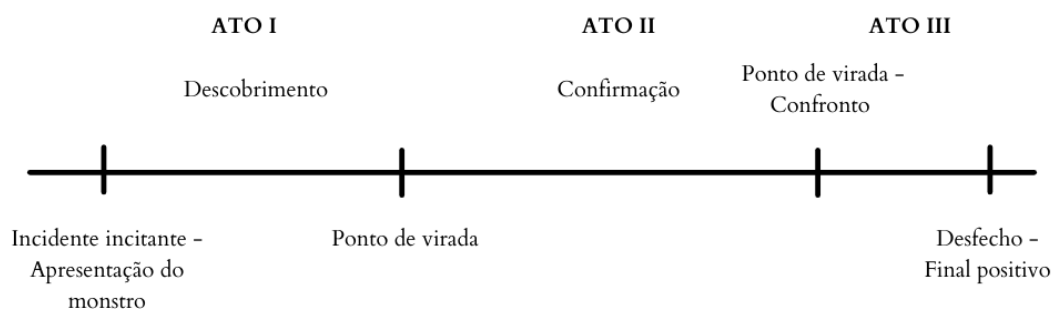 ATO I
ATO II
ATO III
Descobrimento
Confirmação
Ponto de virada -
Confronto
Incidente incitante -
Apresentação do
monstro
Ponto de virada
Desfecho -
Final positivo